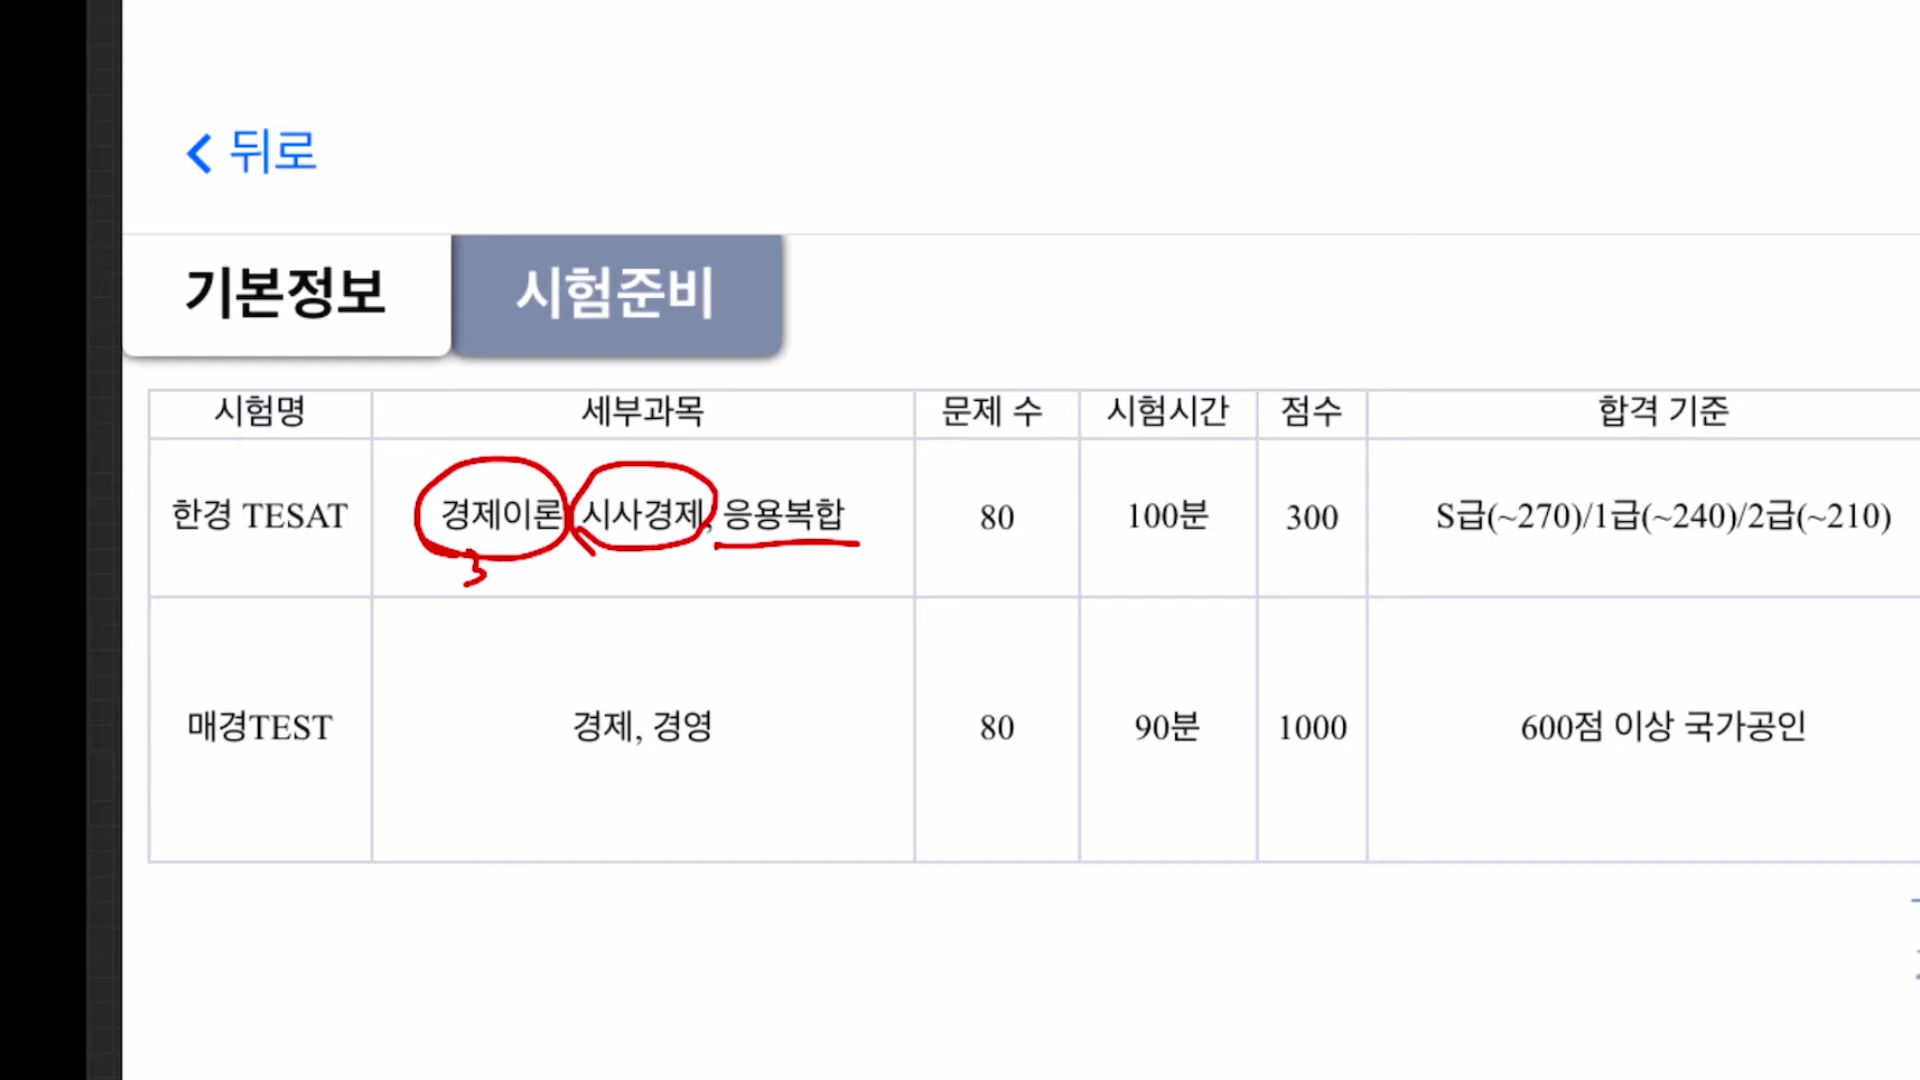 뒤로
기본정보 시험준비
시험명 세부과목 문제 수 시험시간 점수 합격 기준
한경 TESAT 경제이론, 시사경제, 응용복합 80 100분 300 S급(~270)/1급(~240)/2급(~210)
3
매경TEST 경제, 경영 80 90분 1000 600점 이상 국가공인